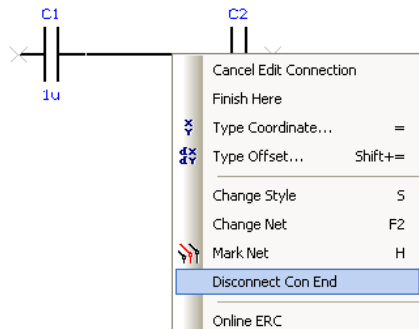 C1
C2
1u
Cancel Edit Connection
Finish Here
Type Coordinate... =
Type Offset... Shift+=
Change Style S
Change Net F2
Mark Net H
Disconnect Con End
Online ERC